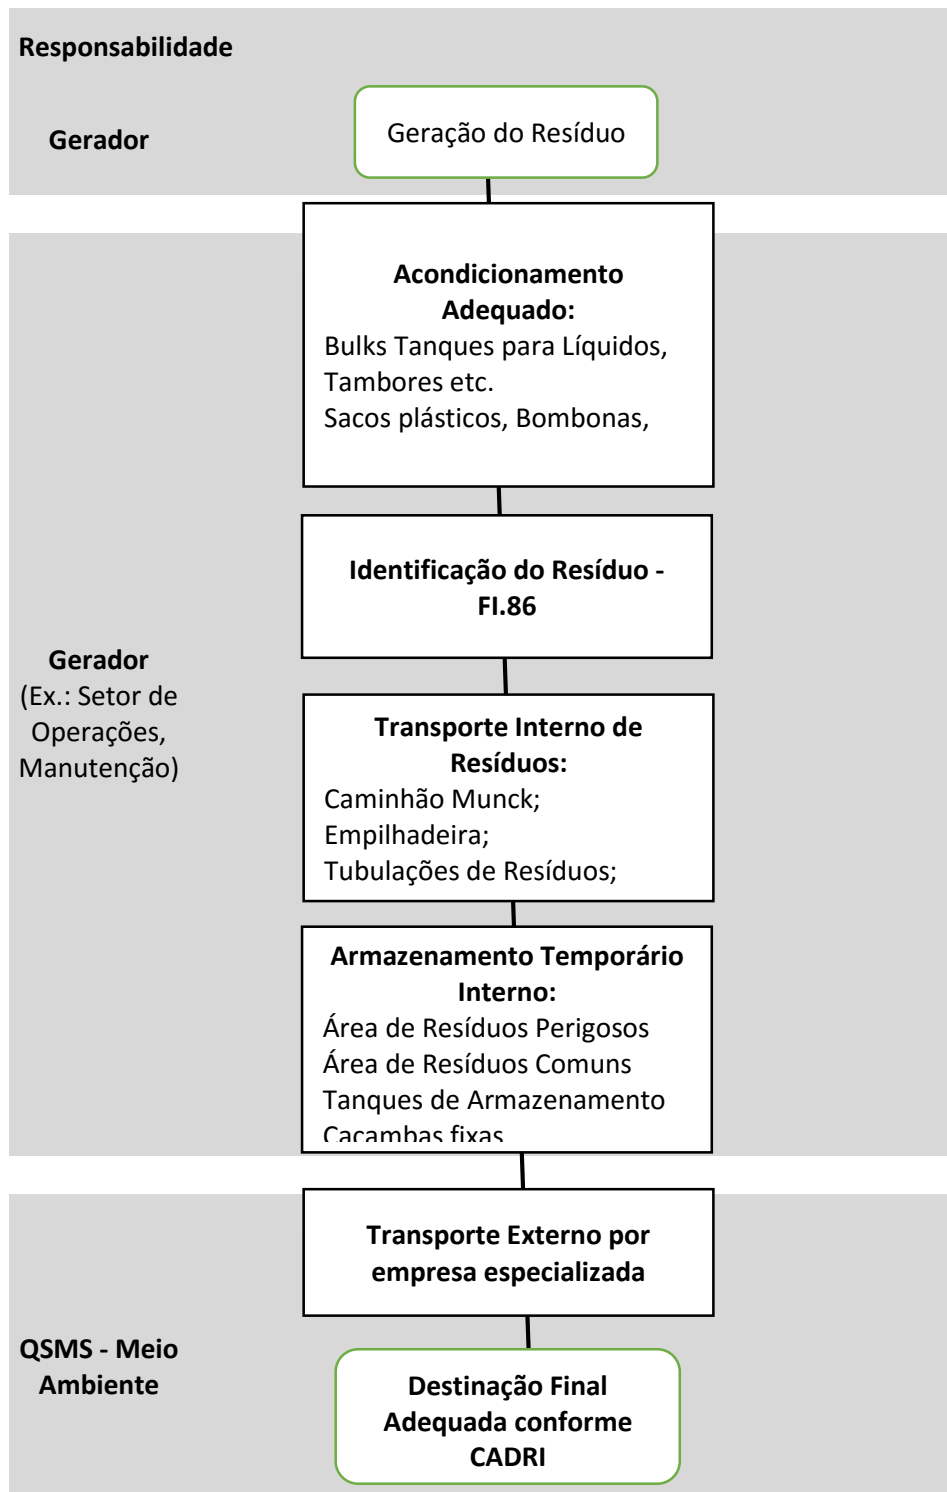 Responsabilidade
Gerador
Geração do Resíduo
Acondicionamento
Adequado:
Bulks Tanques para Líquidos,
Tambores etc.
Sacos plásticos, Bombonas,
Identificação do Resíduo -
FI.86
Gerador
(Ex.: Setor de
Operações,
Manutenção)
Transporte Interno de
Resíduos:
Caminhão Munck;
Empilhadeira;
Tubulações de Resíduos;
Armazenamento Temporário
Interno:
Área de Resíduos Perigosos
Área de Resíduos Comuns
Tanques de Armazenamento
Caçambas fixas
Transporte Externo por
empresa especializada
QSMS - Meio
Ambiente
Destinação Final
Adequada conforme
CADRI